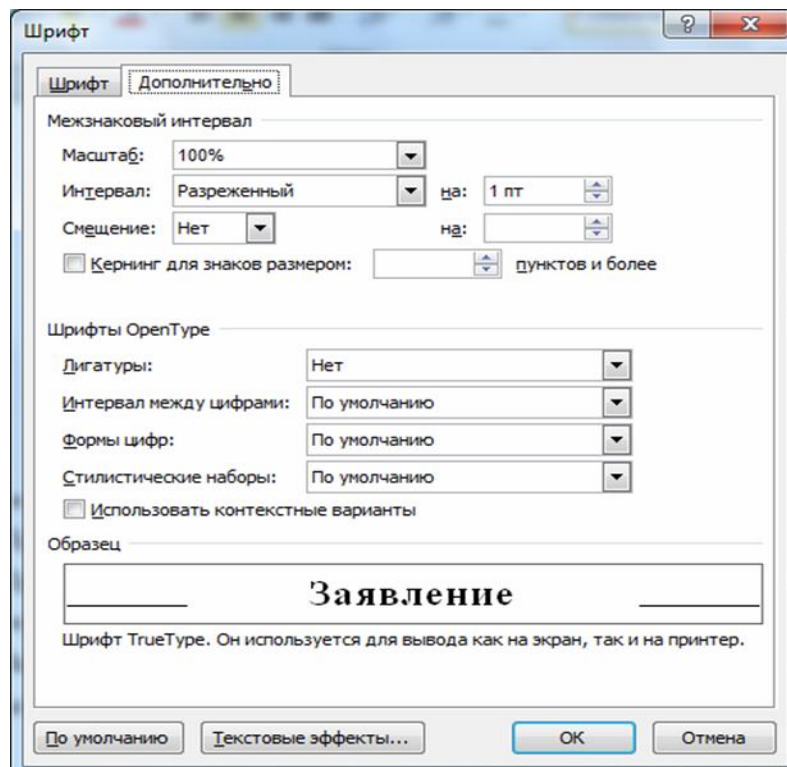 Шрифт
Шрифт Дополнительно
Межзнаковый интервал
Масштаб: 100%
Интервал: Разреженный на: 1 пт
Смещение: Нет на:
Кернинг для знаков размером: пунктов и более
Шрифты OpenType
Лигатуры: Нет
Интервал между цифрами: По умолчанию
Формы цифр: По умолчанию
Стилистические наборы: По умолчанию
Использовать контекстные варианты
Образец
Заявление
Шрифт TrueType. Он используется для вывода как на экран, так и на принтер.
По умолчанию Текстовые эффекты... ОК Отмена